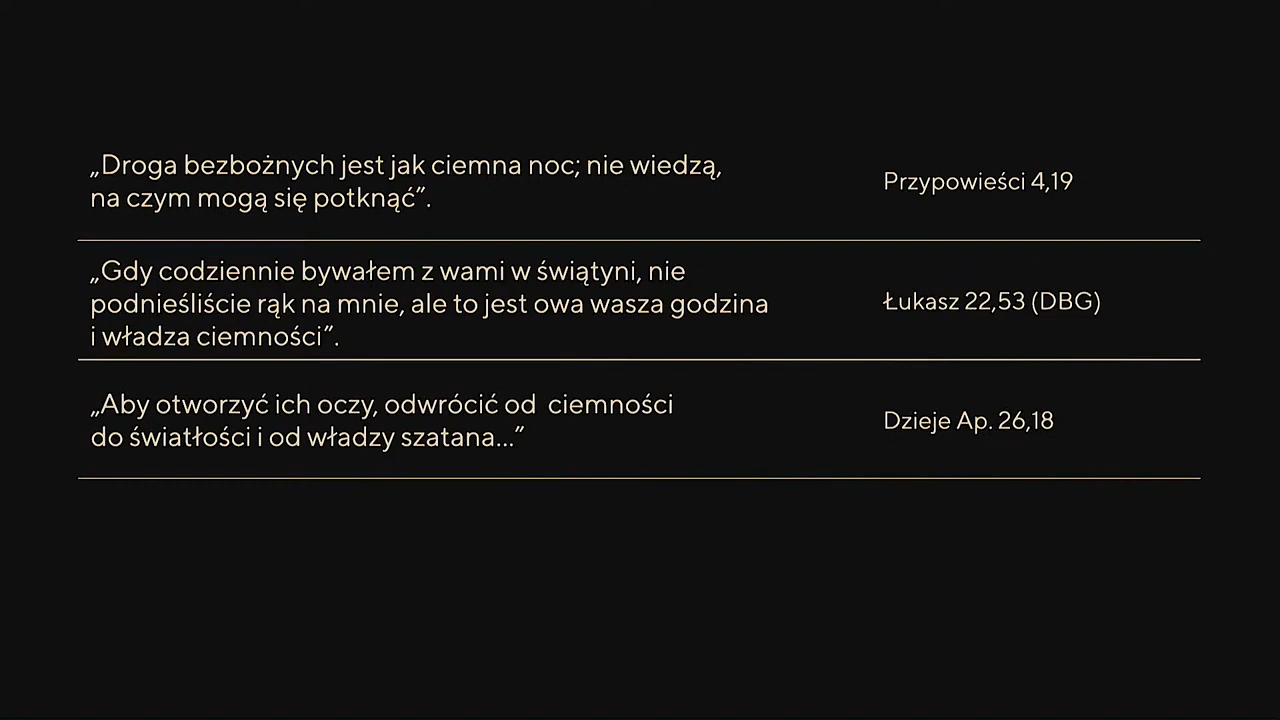 „Droga bezbożnych jest jak ciemna noc; nie wiedzą,
na czym mogą się potknąć”.
Przypowieści 4,19
„Gdy codziennie bywałem z wami w świątyni, nie
podnieśliście rąk na mnie, ale to jest owa wasza godzina
i władza ciemności”.
Łukasz 22,53 (DBG)
„Aby otworzyć ich oczy, odwrócić od  ciemności
do światłości i od władzy szatana...”
Dzieje Ap. 26,18